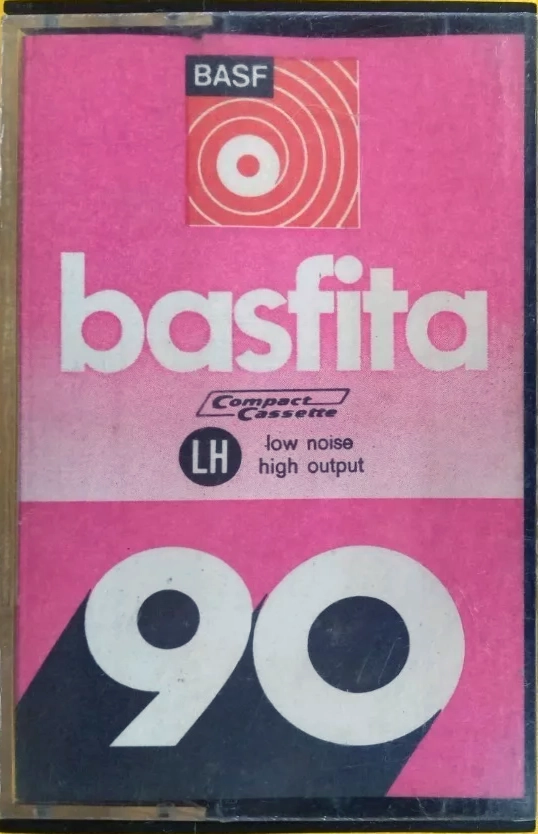 BASF
basfita
Compact
Cassette
LH
low noise
high output
90